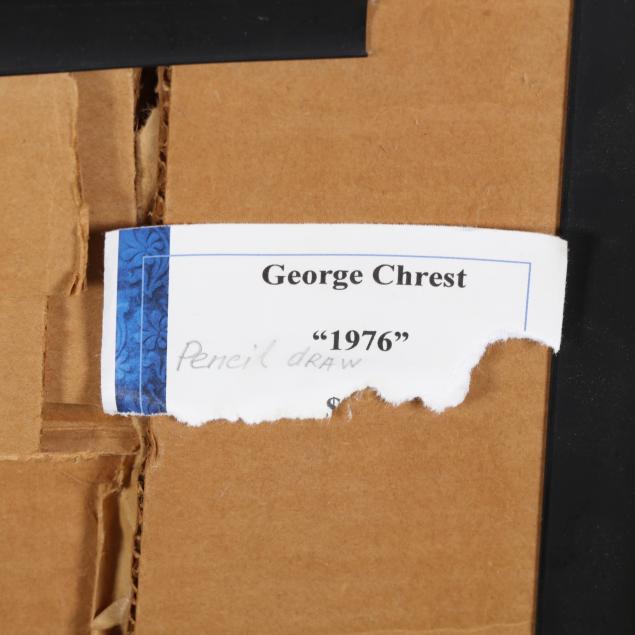 George Chrest
“1976”
Pencil DRAW
$